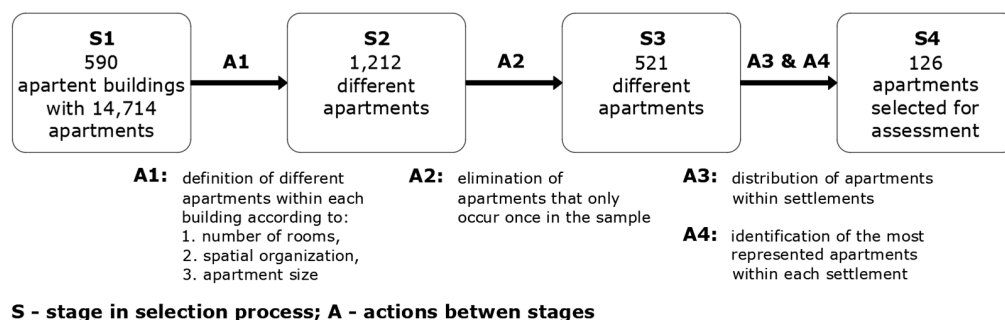 S1
590
apartent buildings
with 14,714
apartments
A1
S2
1,212
different
apartments
A2
S3
521
different
apartments
A3 & A4
S4
126
apartments
selected for
assessment
A1: definition of different
apartments within each
building according to:
1. number of rooms,
2. spatial organization,
3. apartment size
A2: elimination of
apartments that only
occur once in the sample
A3: distribution of apartments
within settlements
A4: identification of the most
represented apartments
within each settlement
S - stage in selection process; A - actions betwen stages